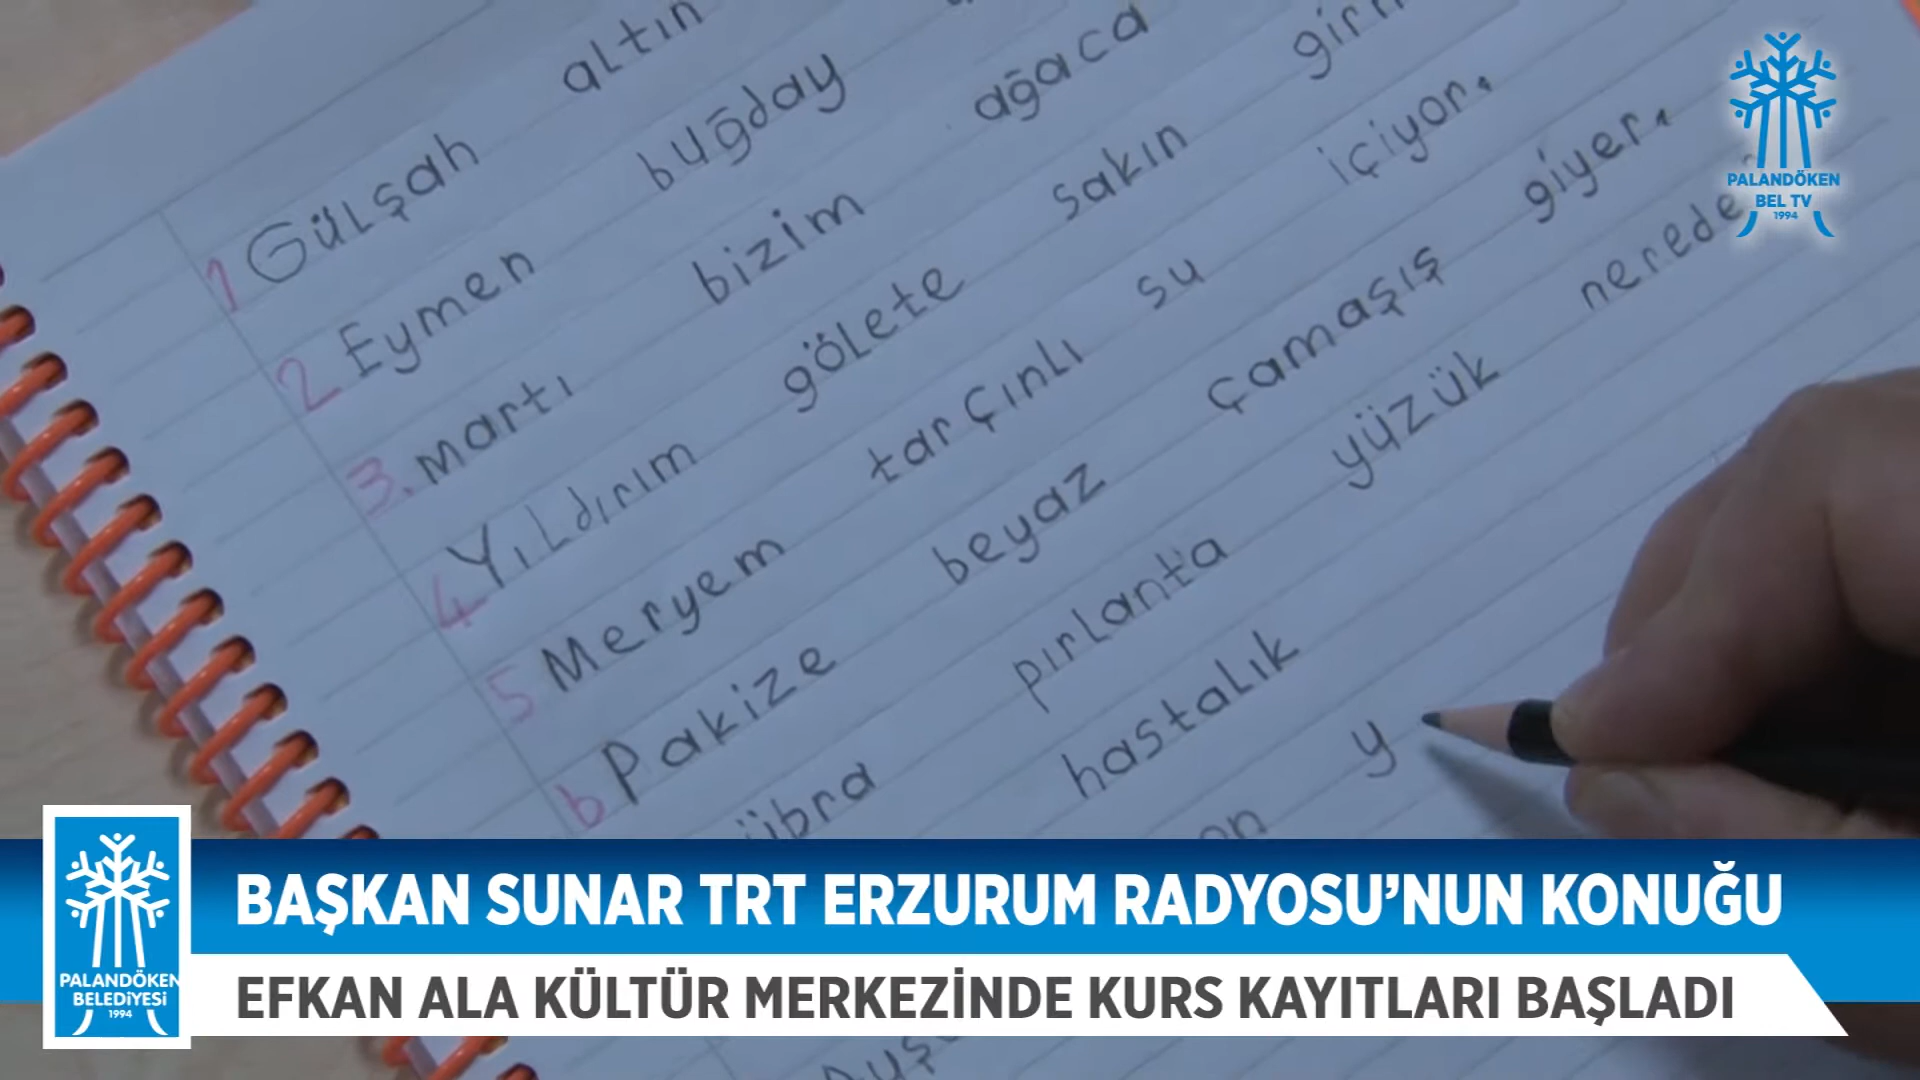 Gülşah altın
Eymen buğday
martı bizim ağaca
Yıldırım gölete sakın
Meryem tarçınlı su içiyor.
Pakize beyaz çamaşış giyer.
pırlanta yüzük
hastalık
y
1
2
3.
4
5
6
PALANDÖKEN
BEL TV
1994
BAŞKAN SUNAR TRT ERZURUM RADYOSU'NUN KONUĞU
EFKAN ALA KÜLTÜR MERKEZİNDE KURS KAYITLARI BAŞLADI
PALANDÖKEN
BELEDİYESİ
1994